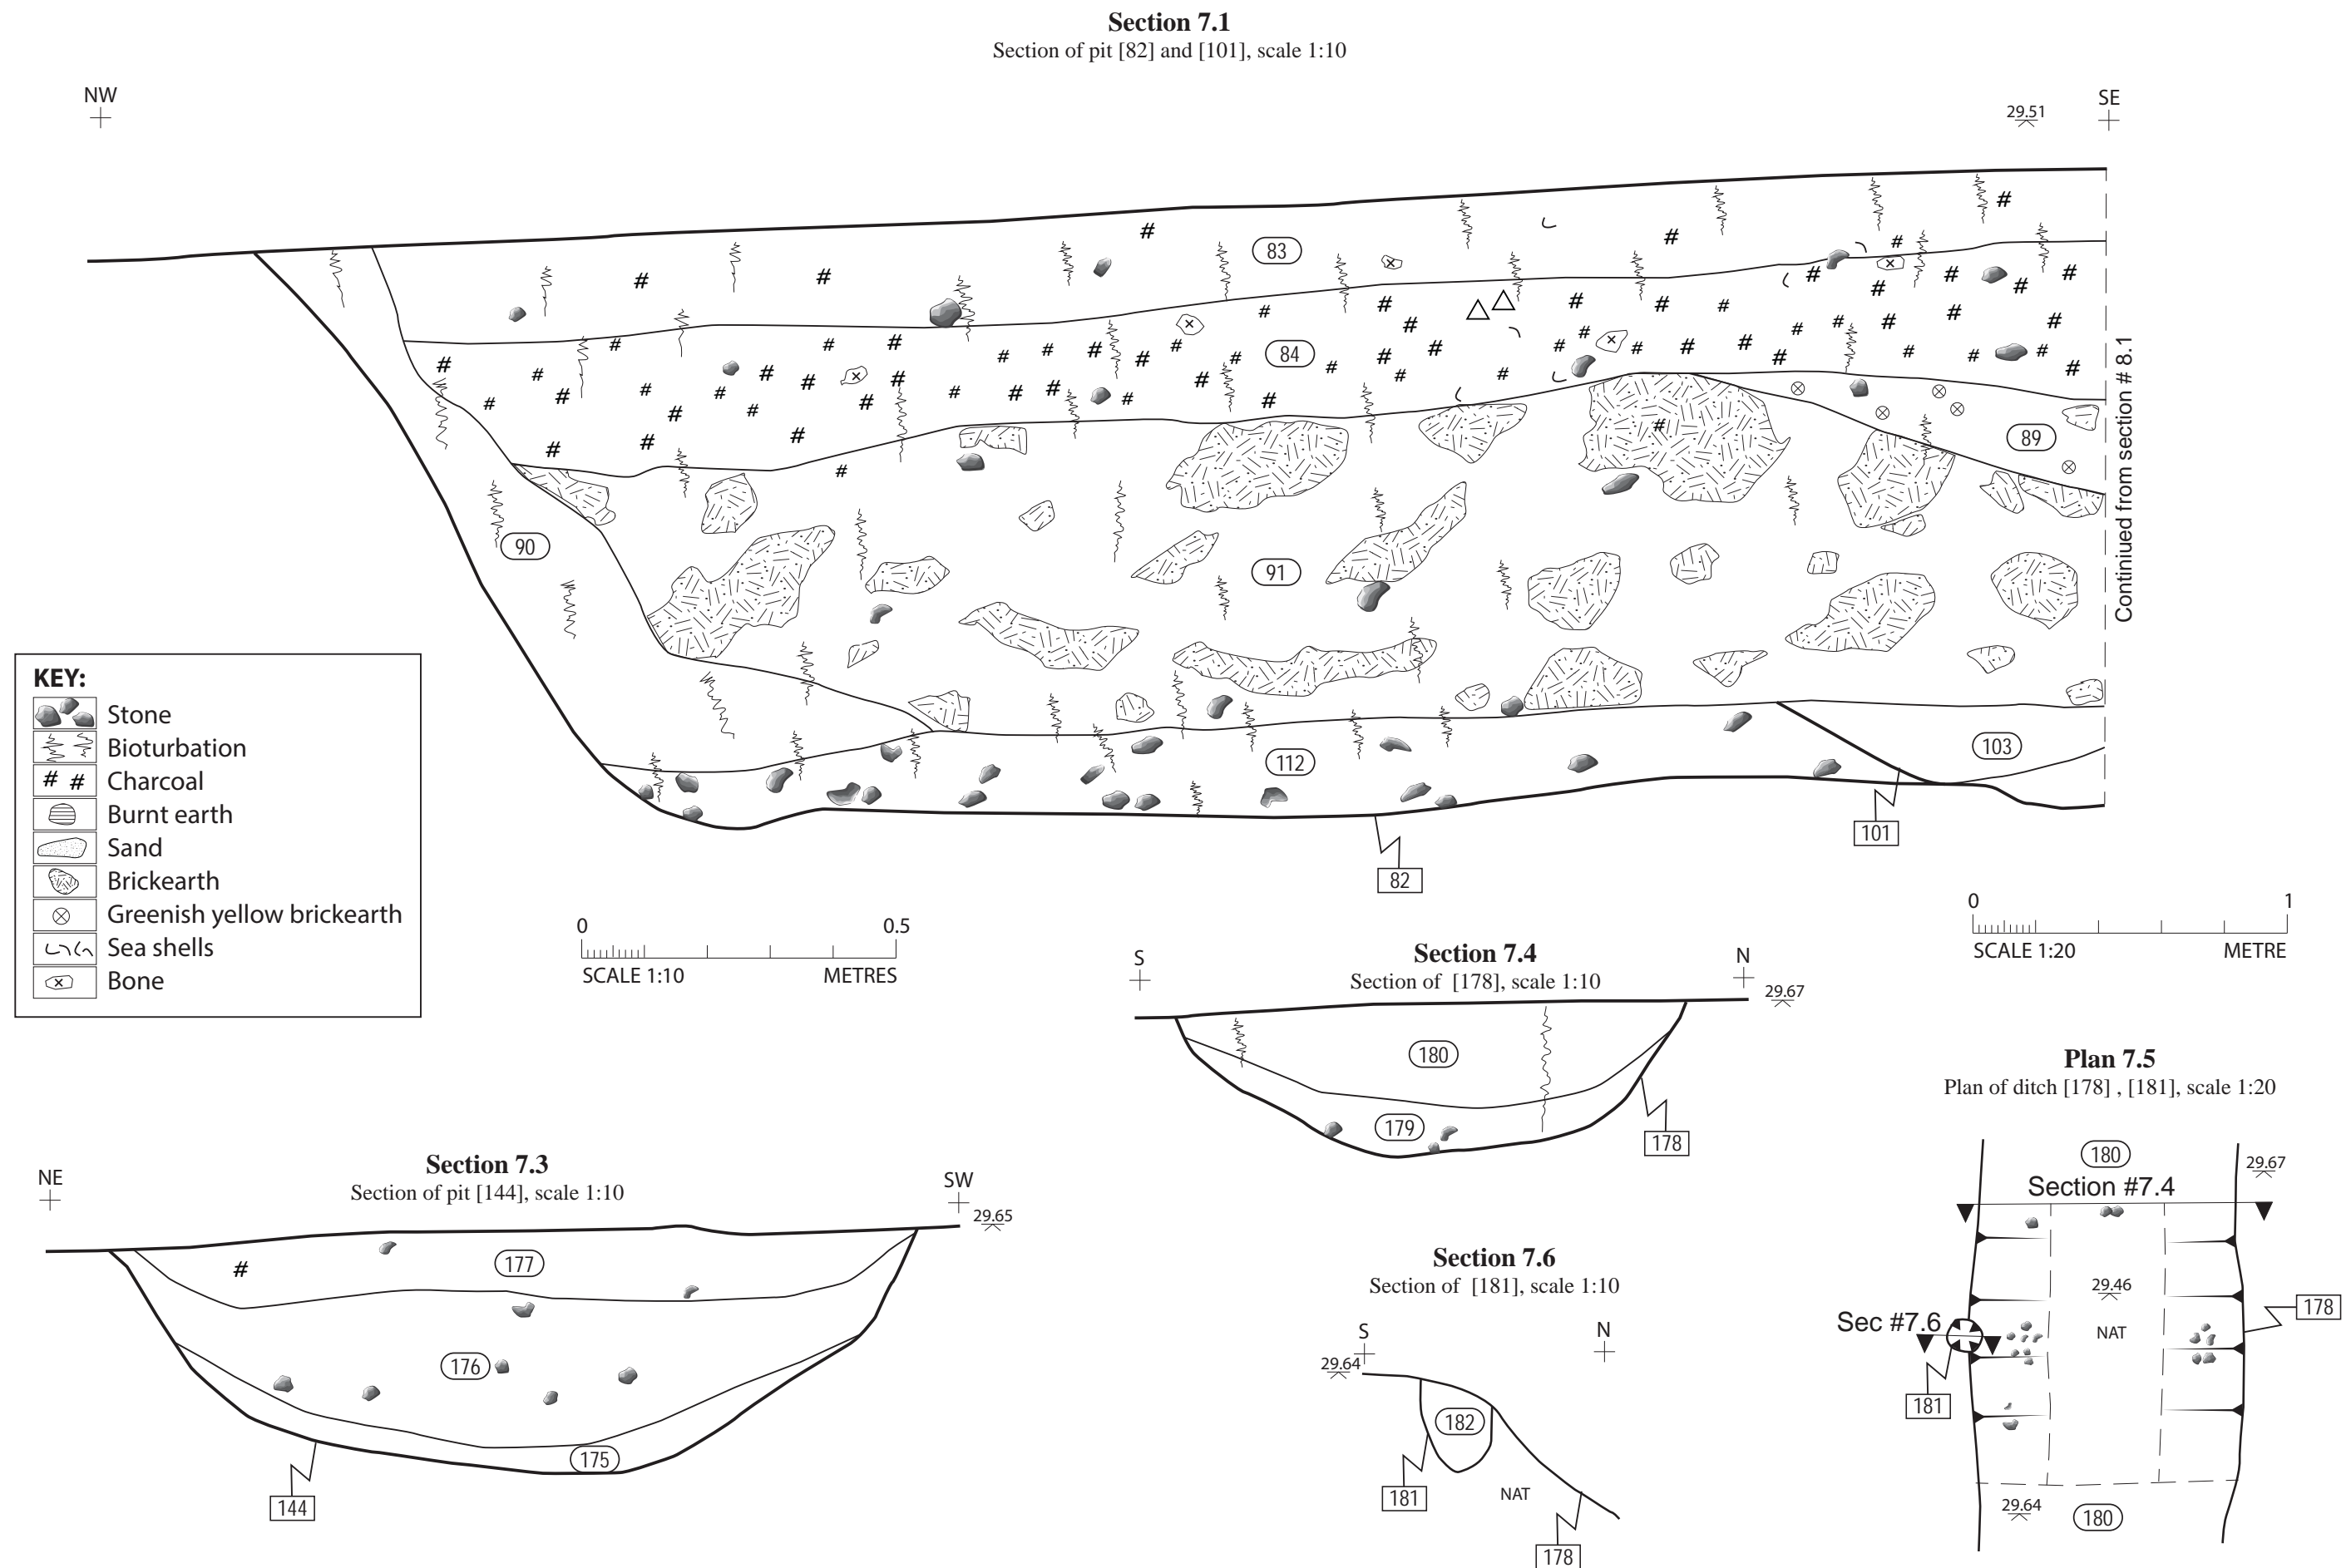 Section 7.1
Section of pit [82] and [101], scale 1:10
NW
29.51
SE
83
84
89
90
91
112
103
101
82
Continiued from section # 8.1
KEY:
Stone
Bioturbation
# # Charcoal
Burnt earth
Sand
Brickearth
Greenish yellow brickearth
Sea shells
Bone
0 0.5
SCALE 1:10 METRES
0 1
SCALE 1:20 METRE
Section 7.4
Section of [178], scale 1:10
S
N
29.67
180
179
178
Section 7.3
Section of pit [144], scale 1:10
NE
SW
29.65
177
176
175
144
Section 7.6
Section of [181], scale 1:10
S
N
29.64
182
181
NAT
178
Plan 7.5
Plan of ditch [178] , [181], scale 1:20
180
29.67
Section #7.4
29.46
NAT
178
Sec #7.6
181
29.64
180